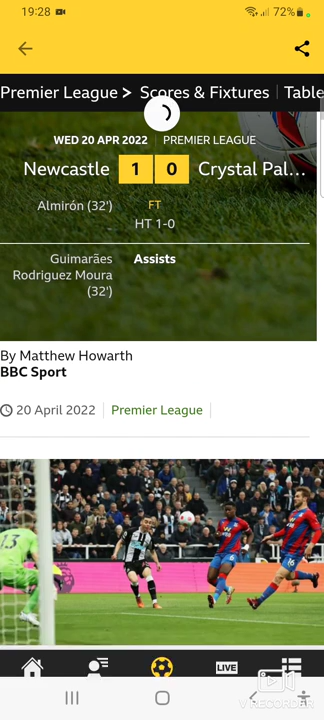 19:28 72%
Premier League > Scores & Fixtures Table
WED 20 APR 2022 PREMIER LEAGUE
Newcastle 1 0 Crystal Pal...
Almirón (32') FT
HT 1-0
Guimarães Assists
Rodriguez Moura
(32')
By Matthew Howarth
BBC Sport
20 April 2022 Premier League
13
LIVE
V RECORDER